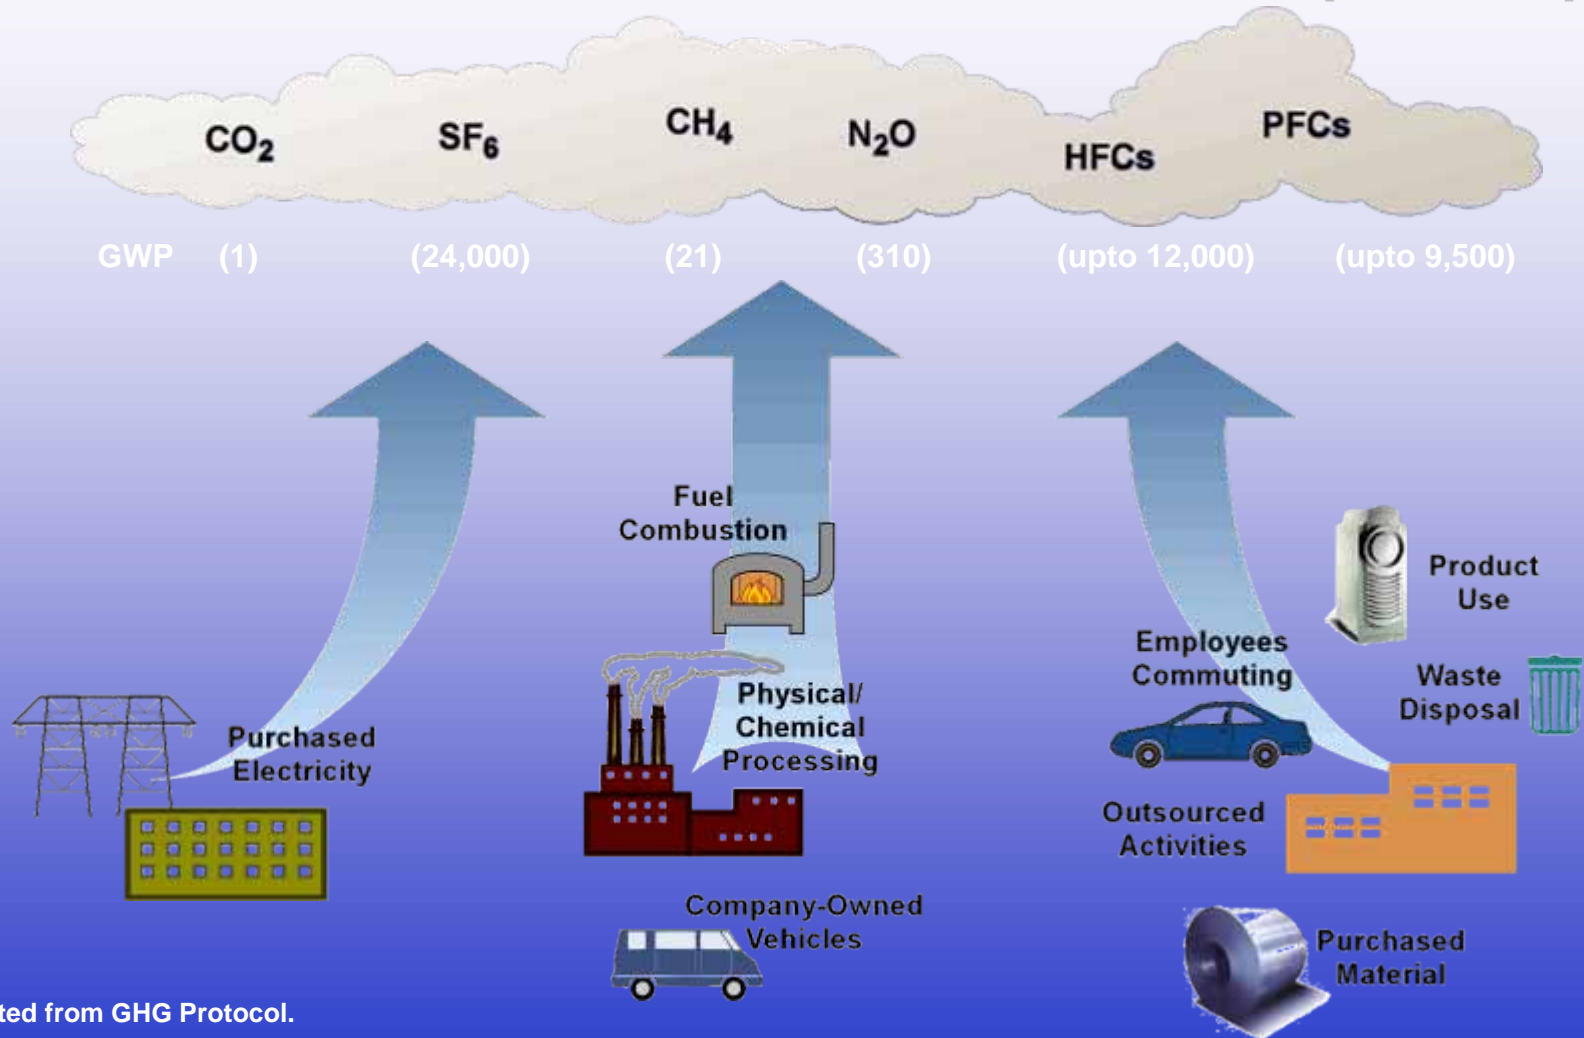 CO₂ SF₆ CH₄ N₂O HFCs PFCs
GWP (1) (24,000) (21) (310) (upto 12,000) (upto 9,500)
Purchased
Electricity
Fuel
Combustion
Physical/
Chemical
Processing
Company-Owned
Vehicles
Product
Use
Employees
Commuting
Waste
Disposal
Outsourced
Activities
Purchased
Material
ted from GHG Protocol.